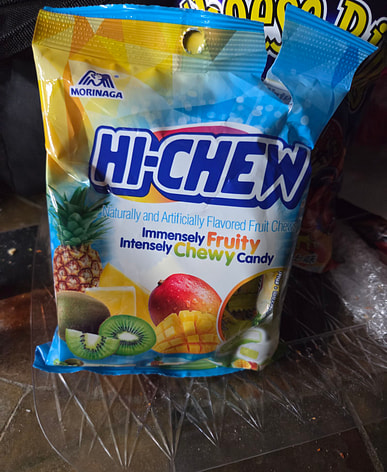 MORINAGA
HI-CHEW
Naturally and Artificially Flavored Fruit Chews
Immensely Fruity
Intensely Chewy Candy